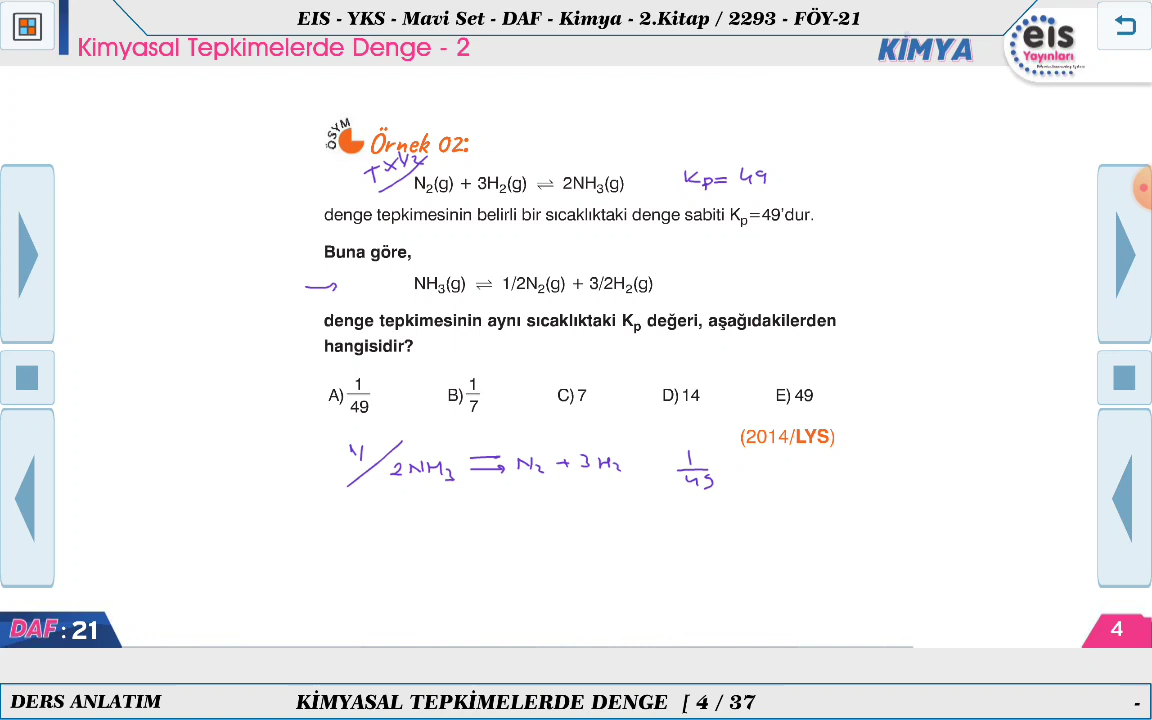 EIS - YKS - Mavi Set - DAF - Kimya - 2.Kitap / 2293 - FÖY-21
Kimyasal Tepkimelerde Denge - 2
KİMYA
eis
Yayınları
ÖSYM
Örnek 02:
N₂(g) + 3H₂(g) ⇌ 2NH₃(g)
Kp = 49
denge tepkimesinin belirli bir sıcaklıktaki denge sabiti Kp=49'dur.
Buna göre,
NH₃(g) ⇌ 1/2N₂(g) + 3/2H₂(g)
denge tepkimesinin aynı sıcaklıktaki Kp değeri, aşağıdakilerden
hangisidir?
A) 1/49 B) 1/7 C) 7 D) 14 E) 49
(2014/LYS)
2NH₃ ⇌ N₂ + 3H₂ 1/49
DAF : 21
4
DERS ANLATIM
KİMYASAL TEPKİMELERDE DENGE [ 4 / 37
-